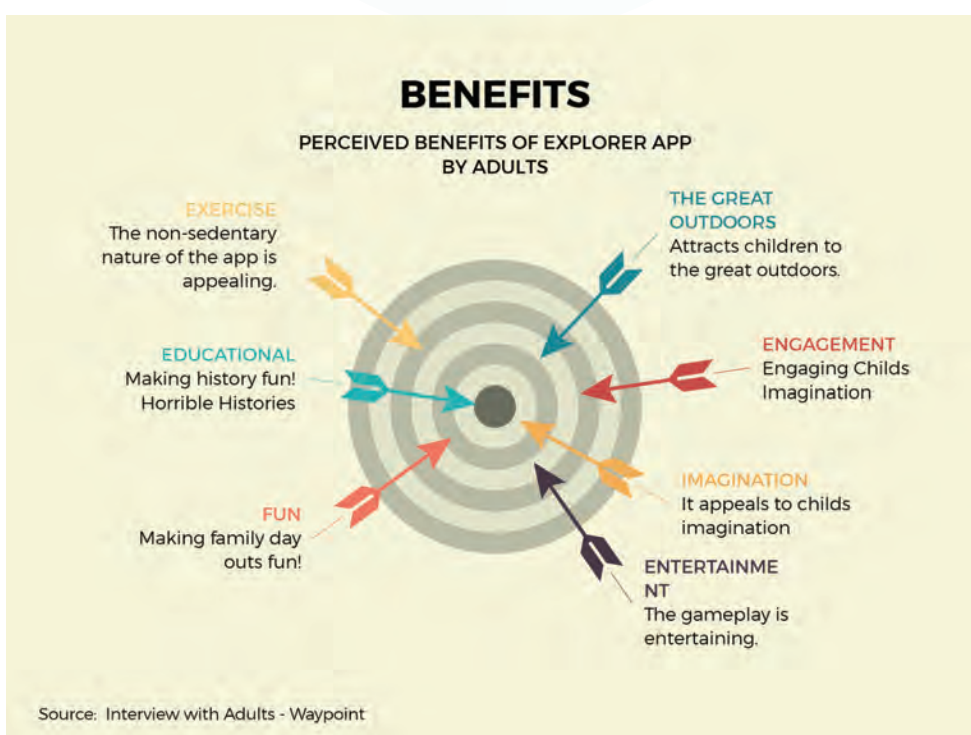 BENEFITS
PERCEIVED BENEFITS OF EXPLORER APP
BY ADULTS
EXERCISE
The non-sedentary
nature of the app is
appealing.
EDUCATIONAL
Making history fun!
Horrible Histories
FUN
Making family day
outs fun!
THE GREAT
OUTDOORS
Attracts children to
the great outdoors.
ENGAGEMENT
Engaging Childs
Imagination
IMAGINATION
It appeals to childs
imagination
ENTERTAINME
NT
The gameplay is
entertaining.
Source: Interview with Adults - Waypoint